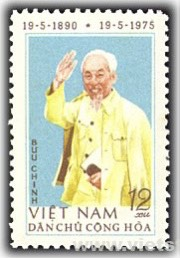 19-5-1890 • 19-5-1975
BƯU CHÍNH
12 xu
VIỆT NAM
DÂN CHỦ CỘNG HÒA